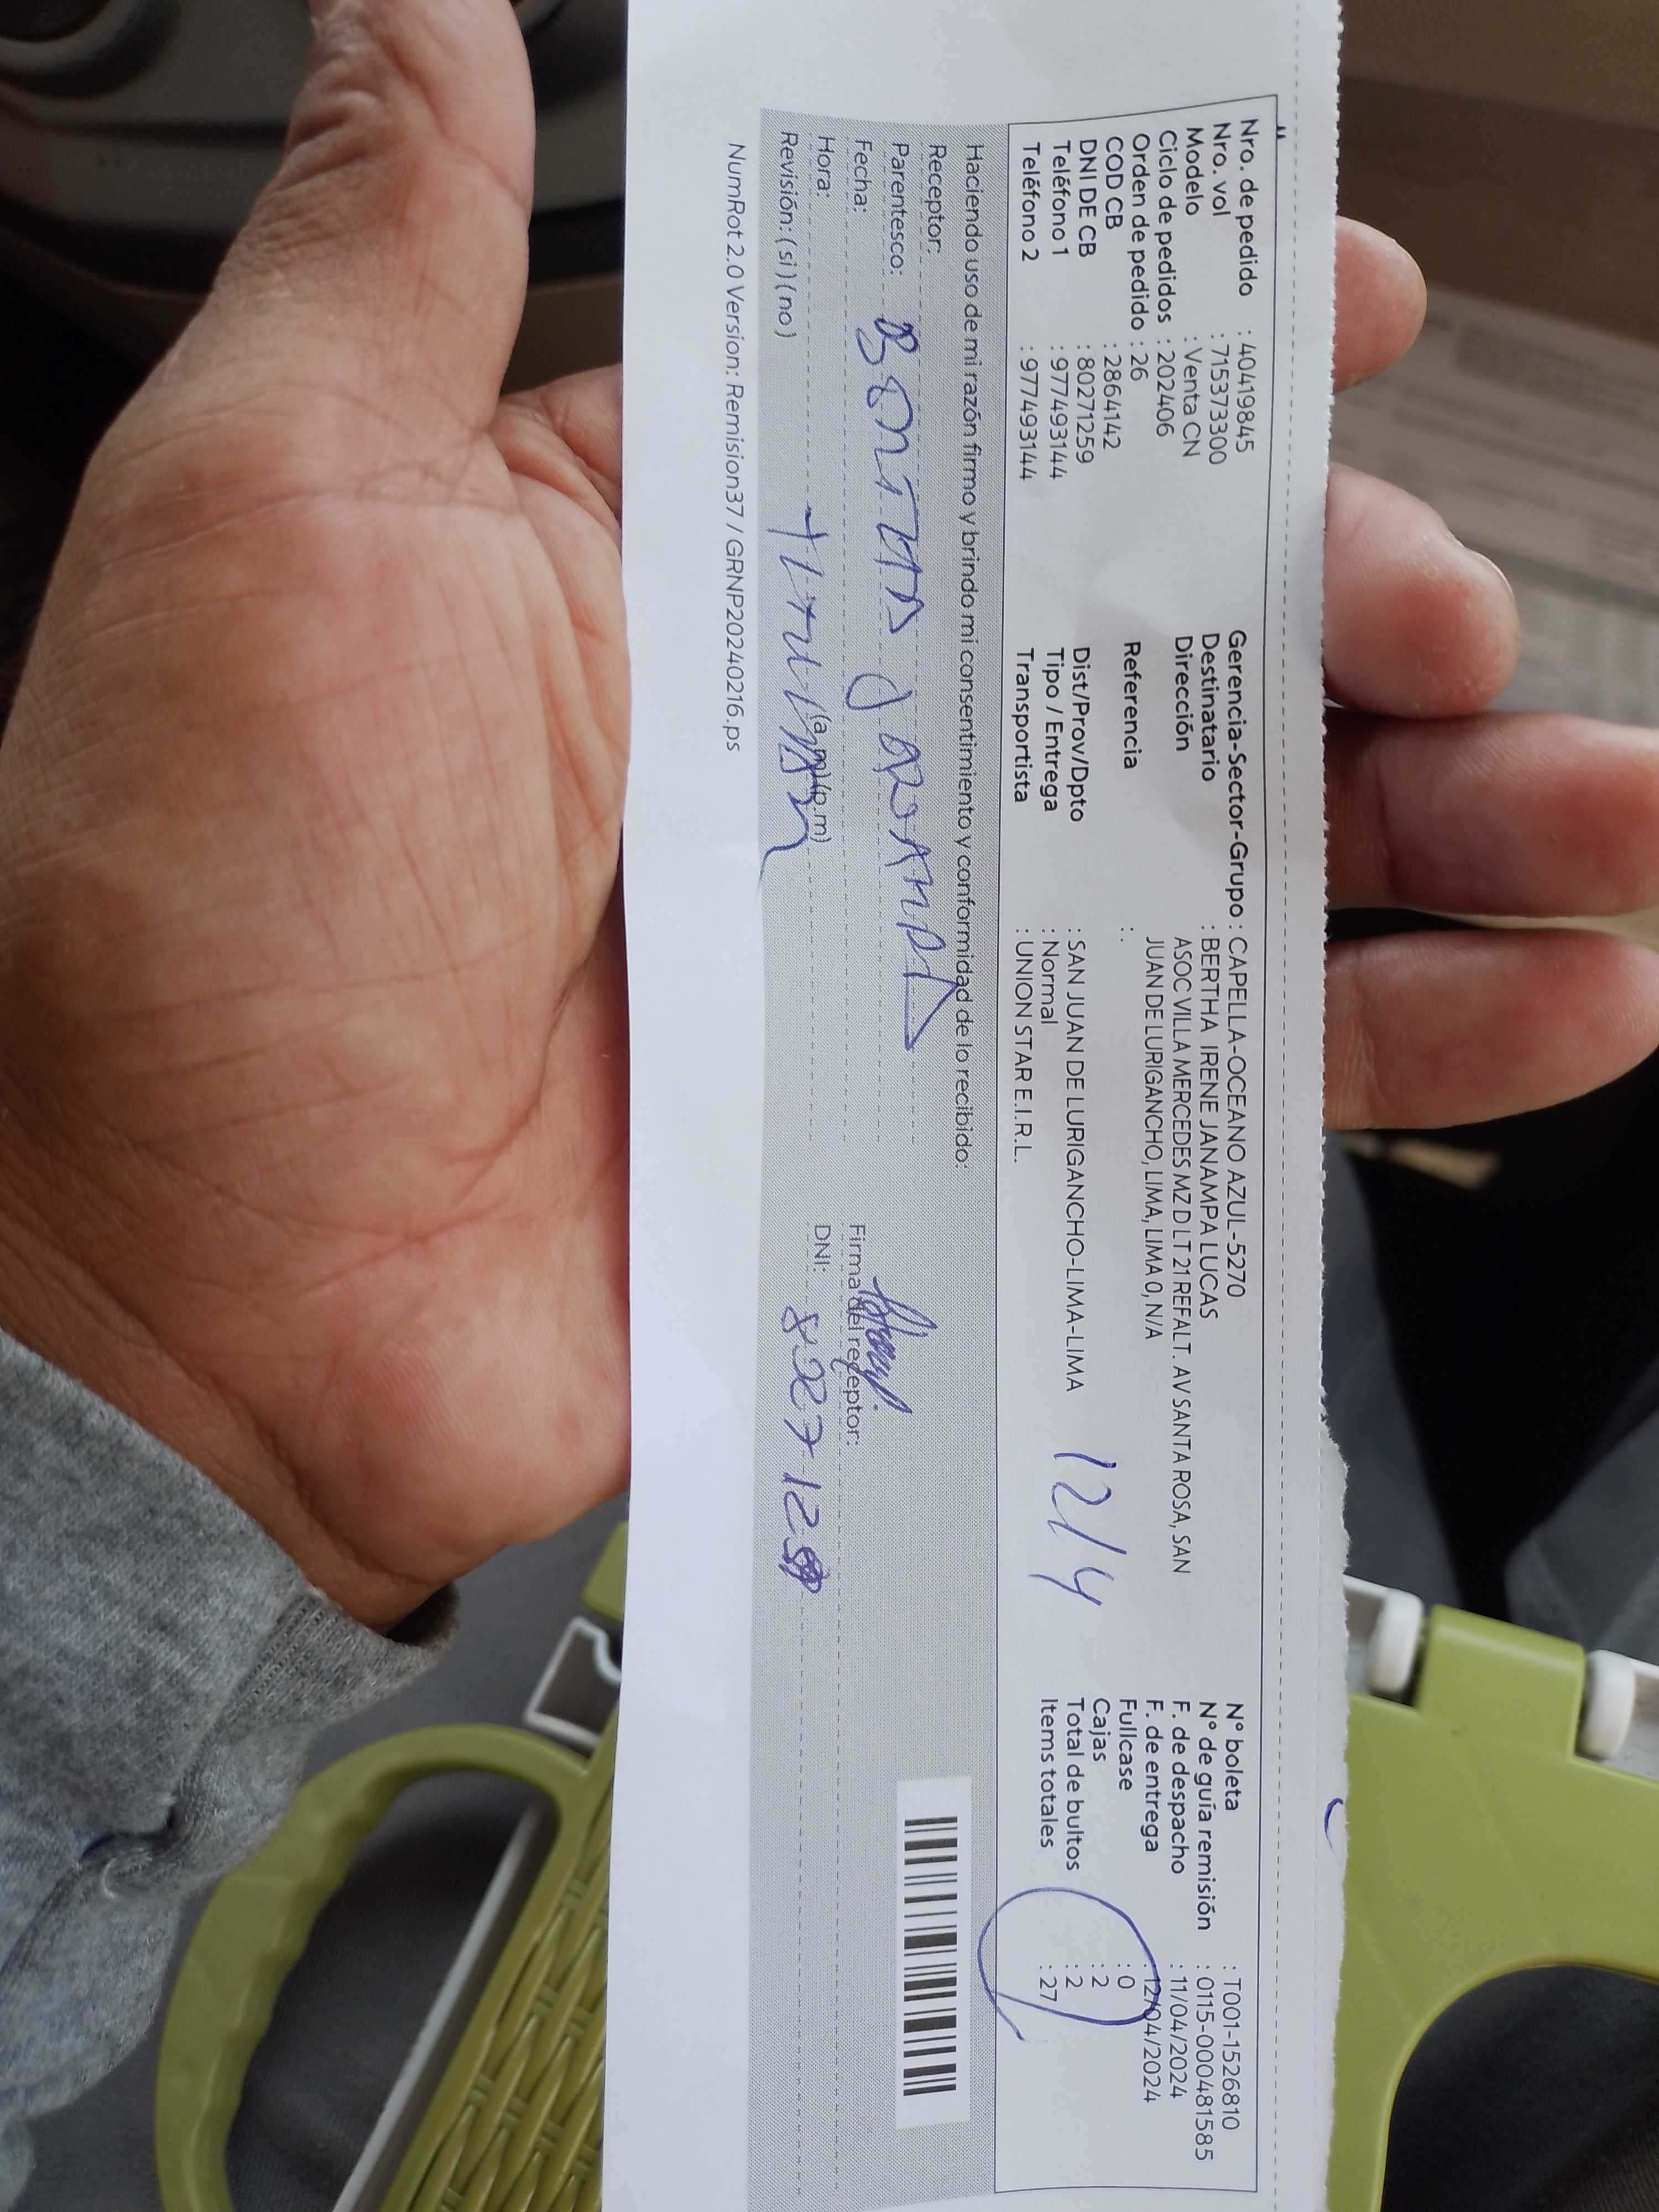 Nro. de pedido : 40419845
Nro. vol : 715373300
Modelo : Venta CN
Ciclo de pedidos : 202406
Orden de pedido : 26
COD CB : 2864142
DNI DE CB : 80271259
Teléfono 1 : 977493144
Teléfono 2 : 977493144
Gerencia-Sector-Grupo : CAPELLA-OCEANO AZUL -5270
Destinatario : BERTHA IRENE JANAMPA LUCAS
Dirección ASOC VILLA MERCEDES MZ D LT 21 REF ALT. AV SANTA ROSA, SAN
JUAN DE LURIGANCHO, LIMA, LIMA 0, N/A
Referencia : .
Dist/Prov/Dpto : SAN JUAN DE LURIGANCHO-LIMA-LIMA
Tipo / Entrega : Normal
Transportista : UNION STAR E.I.R.L.
12/4
N° boleta : T001-1526810
N° de guía remisión : 0115-000481585
F. de despacho : 11/04/2024
F. de entrega : 12/04/2024
Fullcase : 0
Cajas : 2
Total de bultos : 2
Items totales : 27
Haciendo uso de mi razón firmo y brindo mi consentimiento y conformidad de lo recibido:
Receptor:
Parentesco:
Fecha:
Hora: (a.m) (p.m)
Revisión: ( si ) ( no )
Firma del receptor:
DNI:
NumRot 2.0 Version: Remision37 / GRNP20240216.ps